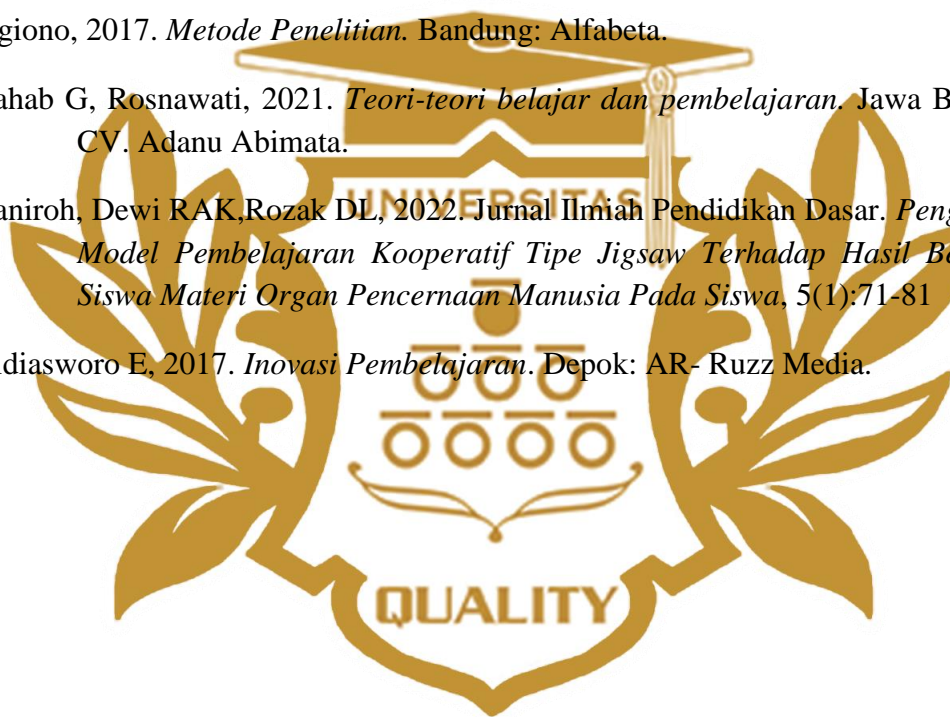 giono, 2017. Metode Penelitian. Bandung: Alfabeta.
ahab G, Rosnawati, 2021. Teori-teori belajar dan pembelajaran. Jawa B
CV. Adanu Abimata.
UNIVERSITAS
aniroh, Dewi RAK,Rozak DL, 2022. Jurnal Ilmiah Pendidikan Dasar. Peng
Model Pembelajaran Kooperatif Tipe Jigsaw Terhadap Hasil Be
Siswa Materi Organ Pencernaan Manusia Pada Siswa, 5(1):71-81
diasworo E, 2017. Inovasi Pembelajaran. Depok: AR- Ruzz Media.
QUALITY